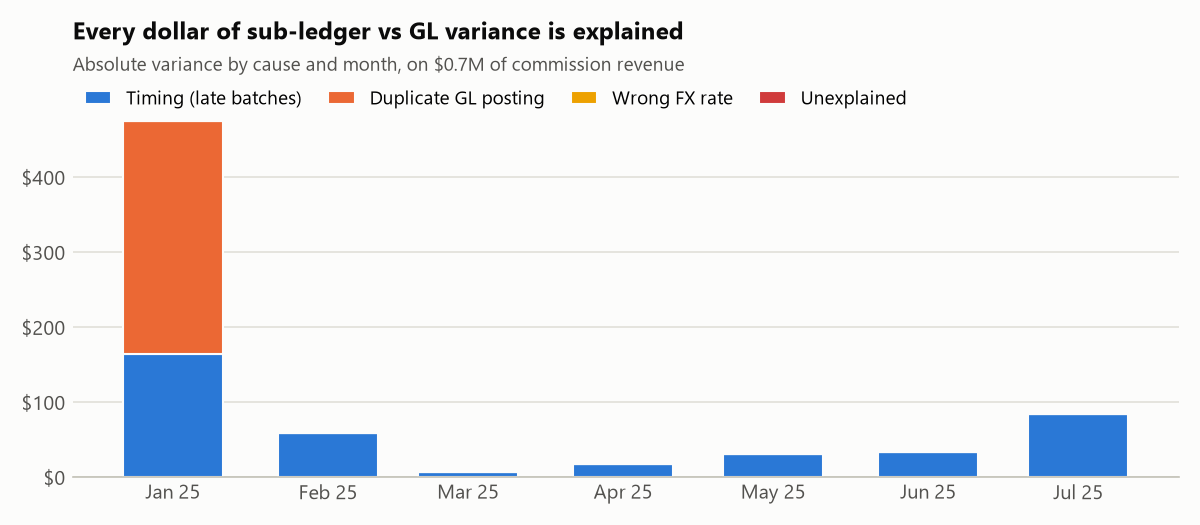 Every dollar of sub-ledger vs GL variance is explained
Absolute variance by cause and month, on $0.7M of commission revenue
Timing (late batches) Duplicate GL posting Wrong FX rate Unexplained
$400
$300
$200
$100
$0
Jan 25 Feb 25 Mar 25 Apr 25 May 25 Jun 25 Jul 25